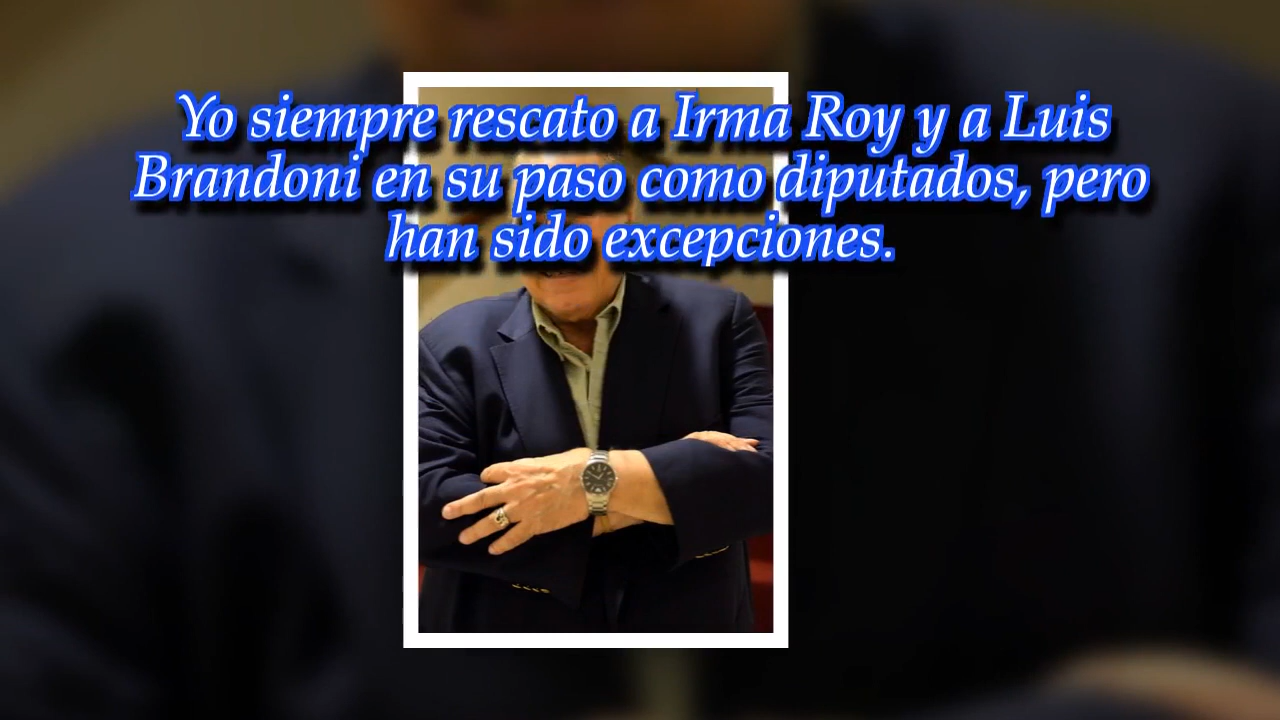 Yo siempre rescato a Irma Roy y a Luis
Brandoni en su paso como diputados, pero
han sido excepciones.